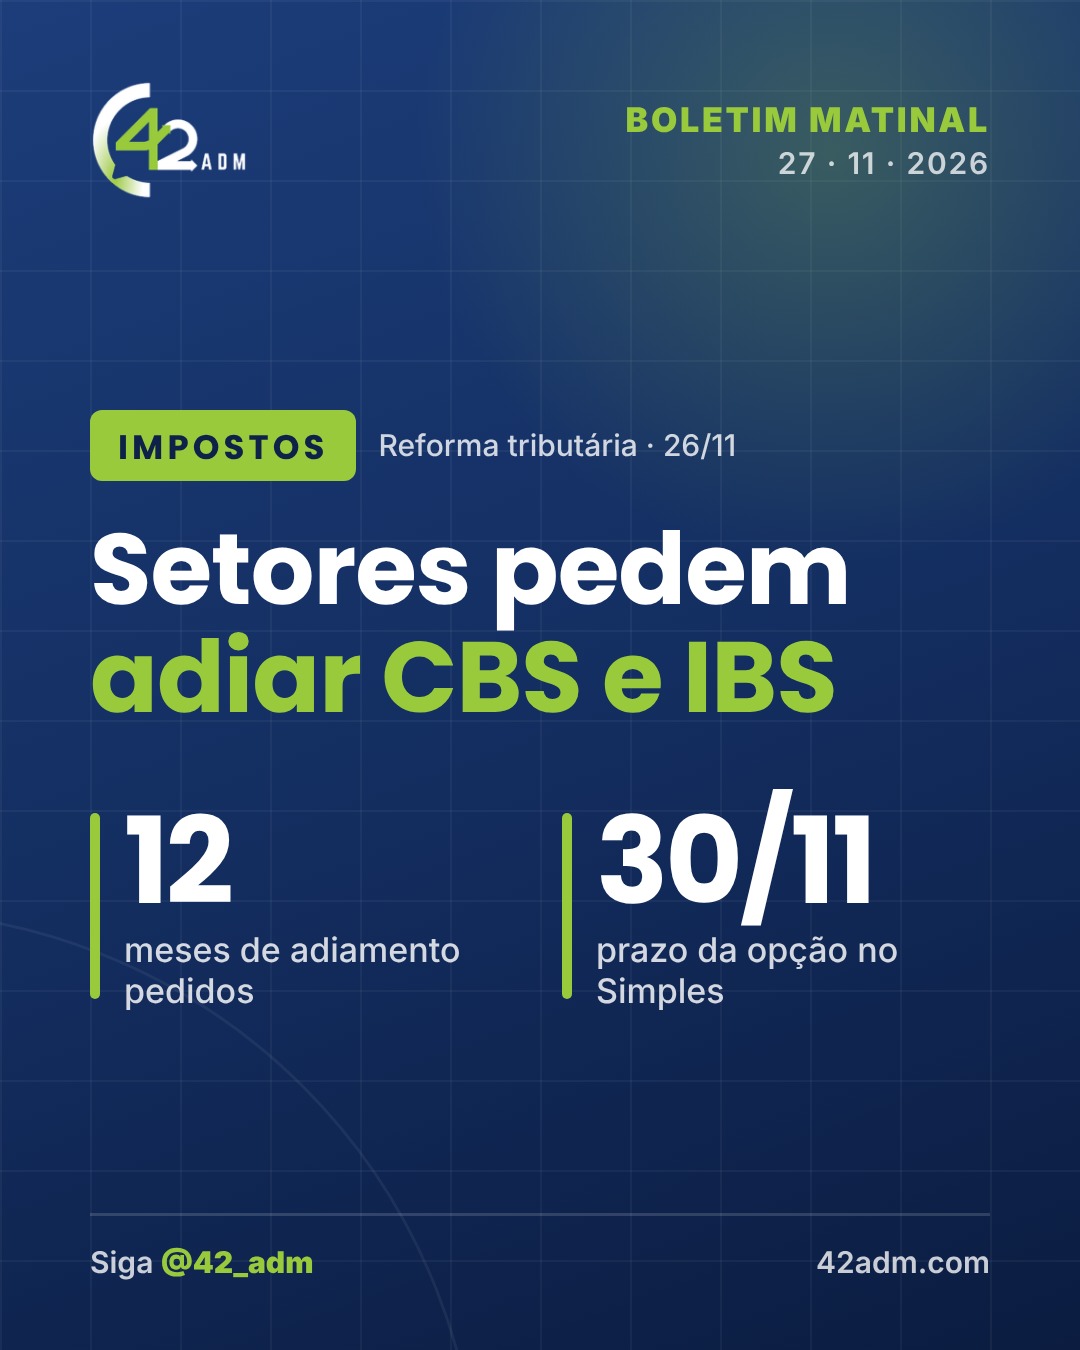 42 ADM
BOLETIM MATINAL
27 · 11 · 2026
IMPOSTOS
Reforma tributária · 26/11
Setores pedem
adiar CBS e IBS
12
meses de adiamento
pedidos
30/11
prazo da opção no
Simples
Siga @42_adm
42adm.com